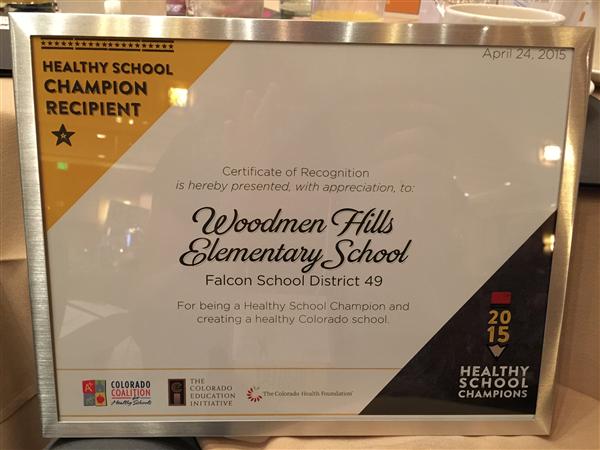 April 24, 2015
HEALTHY SCHOOL
CHAMPION
RECIPIENT
Certificate of Recognition
is hereby presented, with appreciation, to:
Woodmen Hills
Elementary School
Falcon School District 49
For being a Healthy School Champion and
creating a healthy Colorado school.
20
15
HEALTHY
SCHOOL
CHAMPIONS
COLORADO
COALITION
Healthy Schools
THE
COLORADO
EDUCATION
INITIATIVE
The Colorado Health Foundation